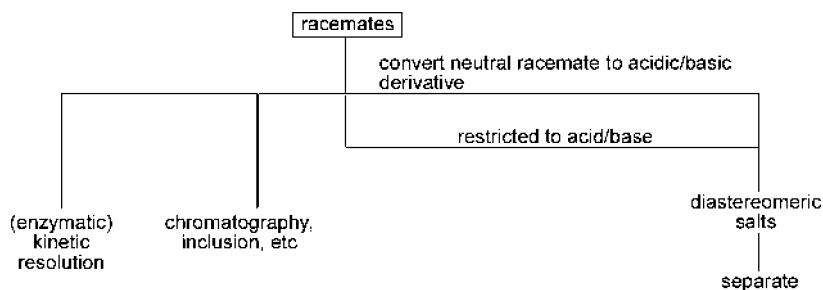 racemates
convert neutral racemate to acidic/basic
derivative
restricted to acid/base
(enzymatic)
kinetic
resolution
chromatography,
inclusion, etc
diastereomeric
salts
separate